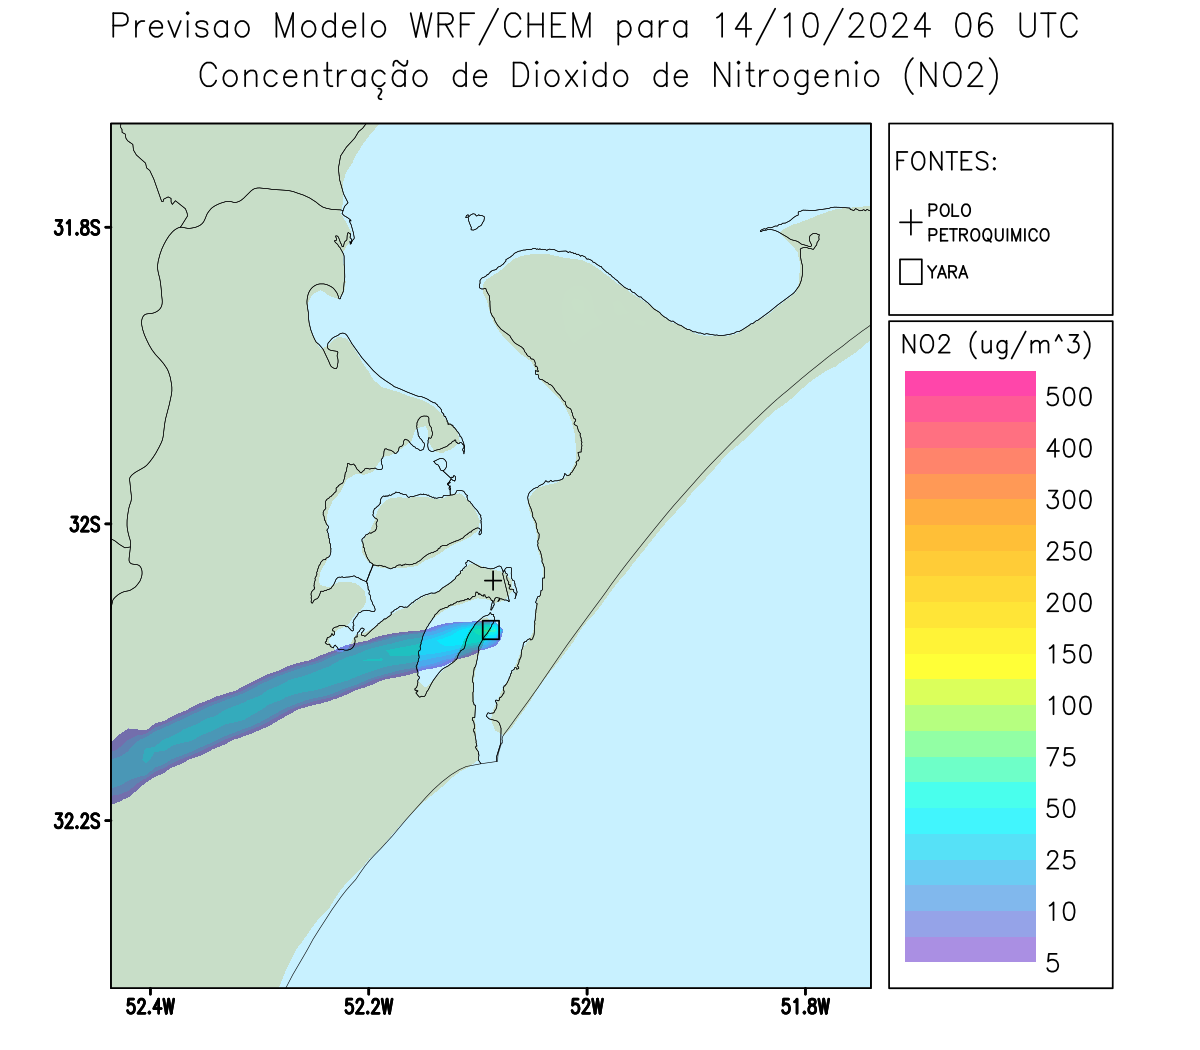 Previsao Modelo WRF/CHEM para 14/10/2024 06 UTC
Concentração de Dioxido de Nitrogenio (NO2)
FONTES:
POLO
PETROQUIMICO
YARA
31.8S
32S
32.2S
52.4W
52.2W
52W
51.8W
NO2 (ug/m^3)
500
400
300
250
200
150
100
75
50
25
10
5